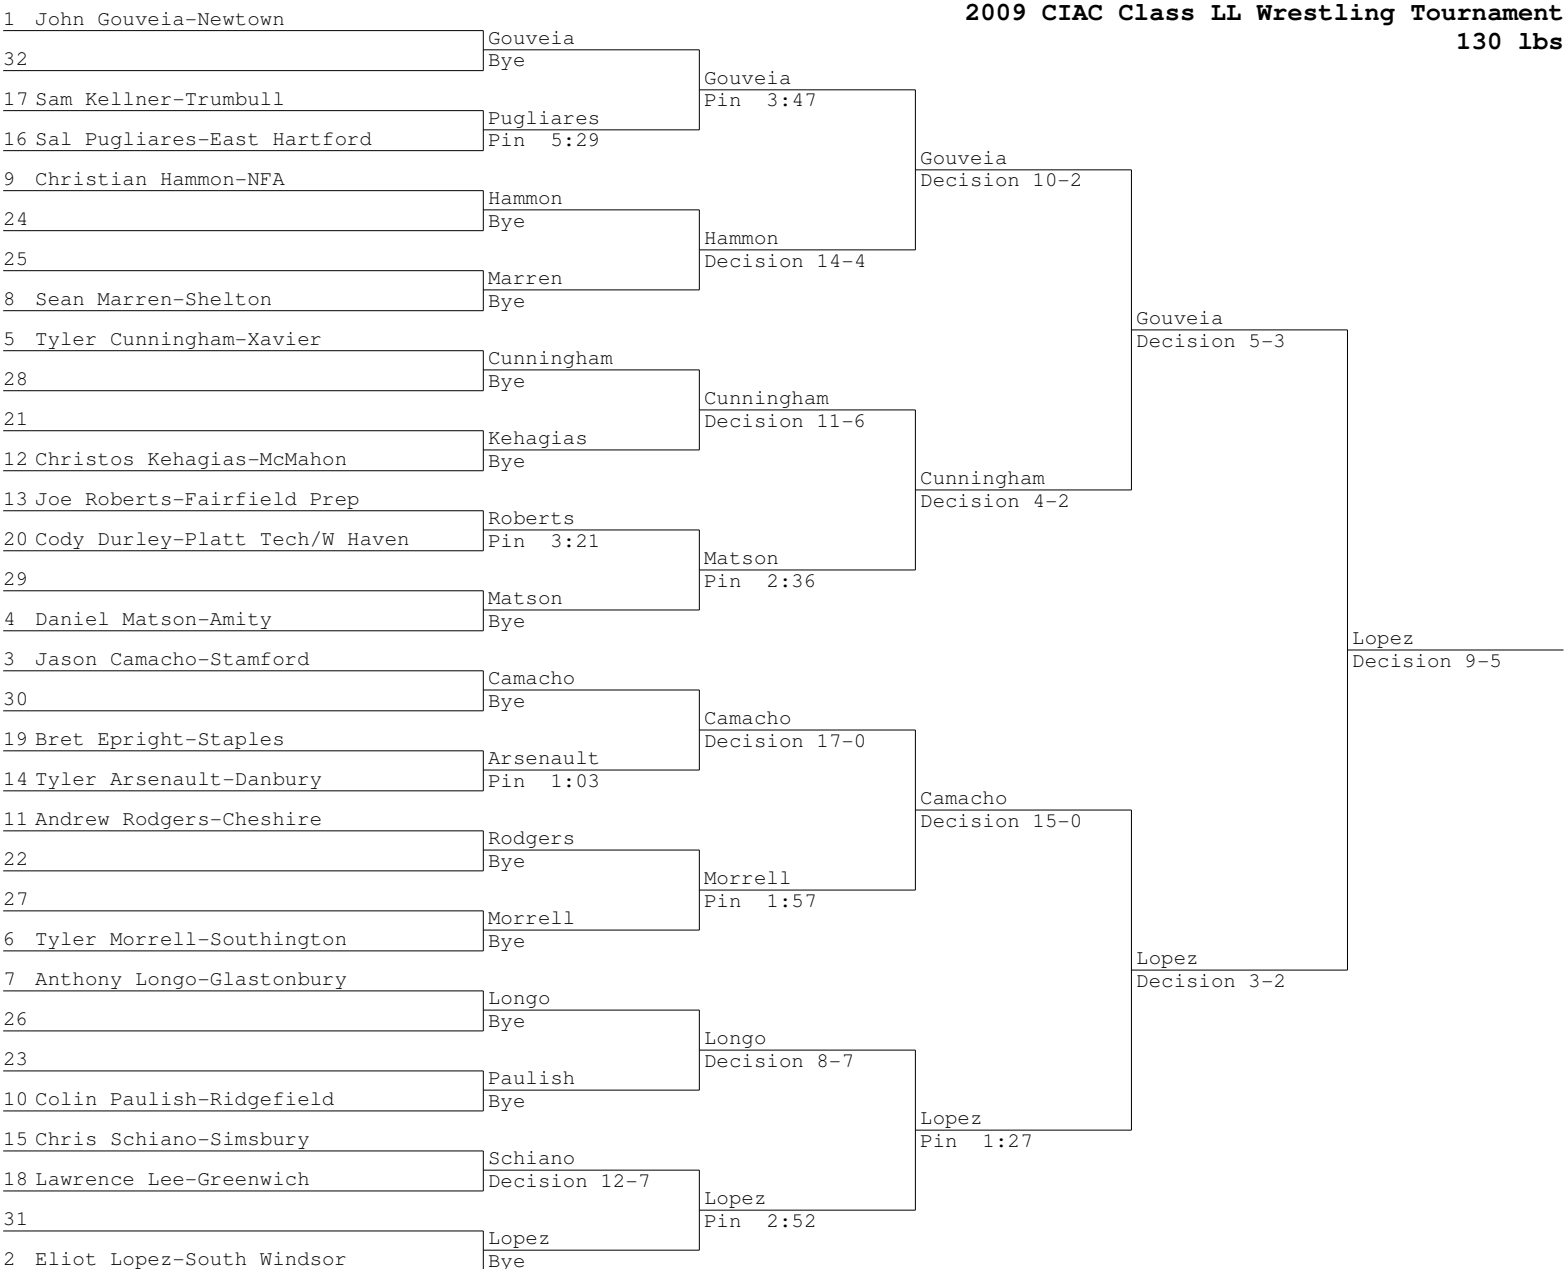 2009 CIAC Class LL Wrestling Tournament
130 lbs
1 John Gouveia-Newtown
Gouveia
32
Bye
Gouveia
17 Sam Kellner-Trumbull
Pin 3:47
Pugliares
16 Sal Pugliares-East Hartford
Pin 5:29
Gouveia
9 Christian Hammon-NFA
Decision 10-2
Hammon
24
Bye
Hammon
25
Decision 14-4
Marren
8 Sean Marren-Shelton
Bye
Gouveia
5 Tyler Cunningham-Xavier
Decision 5-3
Cunningham
28
Bye
Cunningham
21
Decision 11-6
Kehagias
12 Christos Kehagias-McMahon
Bye
Cunningham
13 Joe Roberts-Fairfield Prep
Decision 4-2
Roberts
20 Cody Durley-Platt Tech/W Haven
Pin 3:21
Matson
29
Pin 2:36
Matson
4 Daniel Matson-Amity
Bye
Lopez
3 Jason Camacho-Stamford
Decision 9-5
Camacho
30
Bye
Camacho
19 Bret Epright-Staples
Decision 17-0
Arsenault
14 Tyler Arsenault-Danbury
Pin 1:03
Camacho
11 Andrew Rodgers-Cheshire
Decision 15-0
Rodgers
22
Bye
Morrell
27
Pin 1:57
Morrell
6 Tyler Morrell-Southington
Bye
Lopez
7 Anthony Longo-Glastonbury
Decision 3-2
Longo
26
Bye
Longo
23
Decision 8-7
Paulish
10 Colin Paulish-Ridgefield
Bye
Lopez
15 Chris Schiano-Simsbury
Pin 1:27
Schiano
18 Lawrence Lee-Greenwich
Decision 12-7
Lopez
31
Pin 2:52
Lopez
2 Eliot Lopez-South Windsor
Bye